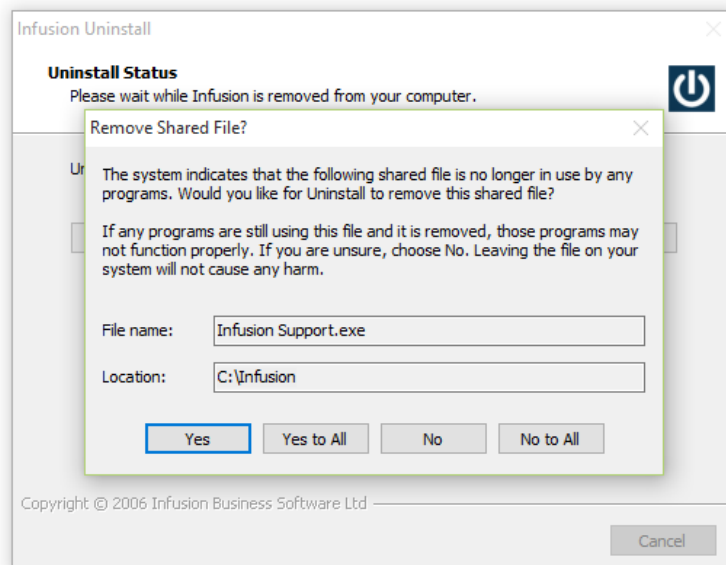 Infusion Uninstall
Uninstall Status
Please wait while Infusion is removed from your computer.
Remove Shared File?
Ur
The system indicates that the following shared file is no longer in use by any
programs. Would you like for Uninstall to remove this shared file?
If any programs are still using this file and it is removed, those programs may
not function properly. If you are unsure, choose No. Leaving the file on your
system will not cause any harm.
File name: Infusion Support.exe
Location: C:\Infusion
Yes Yes to All No No to All
Copyright © 2006 Infusion Business Software Ltd
Cancel